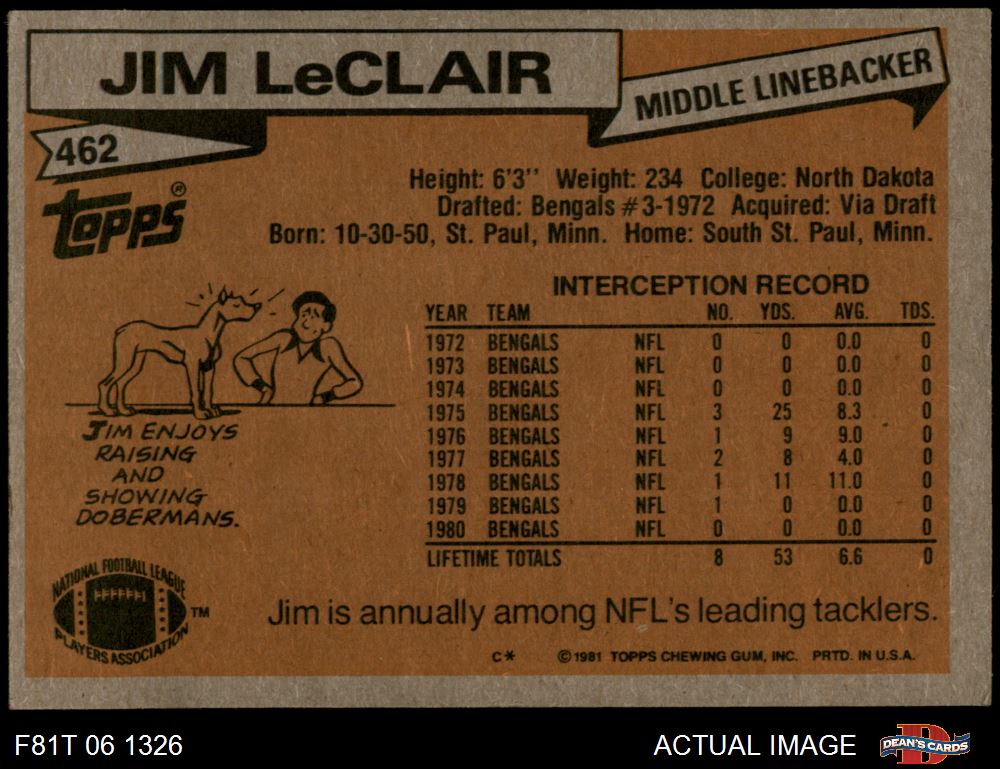 JIM LeCLAIR
MIDDLE LINEBACKER
462
topps®
Height: 6'3'' Weight: 234 College: North Dakota
Drafted: Bengals #3-1972 Acquired: Via Draft
Born: 10-30-50, St. Paul, Minn. Home: South St. Paul, Minn.
INTERCEPTION RECORD
YEAR TEAM NO. YDS. AVG. TDS.
1972 BENGALS NFL 0 0 0.0 0
1973 BENGALS NFL 0 0 0.0 0
1974 BENGALS NFL 0 0 0.0 0
1975 BENGALS NFL 3 25 8.3 0
1976 BENGALS NFL 1 9 9.0 0
1977 BENGALS NFL 2 8 4.0 0
1978 BENGALS NFL 1 11 11.0 0
1979 BENGALS NFL 1 0 0.0 0
1980 BENGALS NFL 0 0 0.0 0
LIFETIME TOTALS 8 53 6.6 0
JIM ENJOYS
RAISING
AND
SHOWING
DOBERMANS.
NATIONAL FOOTBALL LEAGUE
PLAYERS ASSOCIATION
TM
Jim is annually among NFL's leading tacklers.
C* ©1981 TOPPS CHEWING GUM, INC. PRTD. IN U.S.A.
F81T 06 1326
ACTUAL IMAGE
DEAN'S CARDS